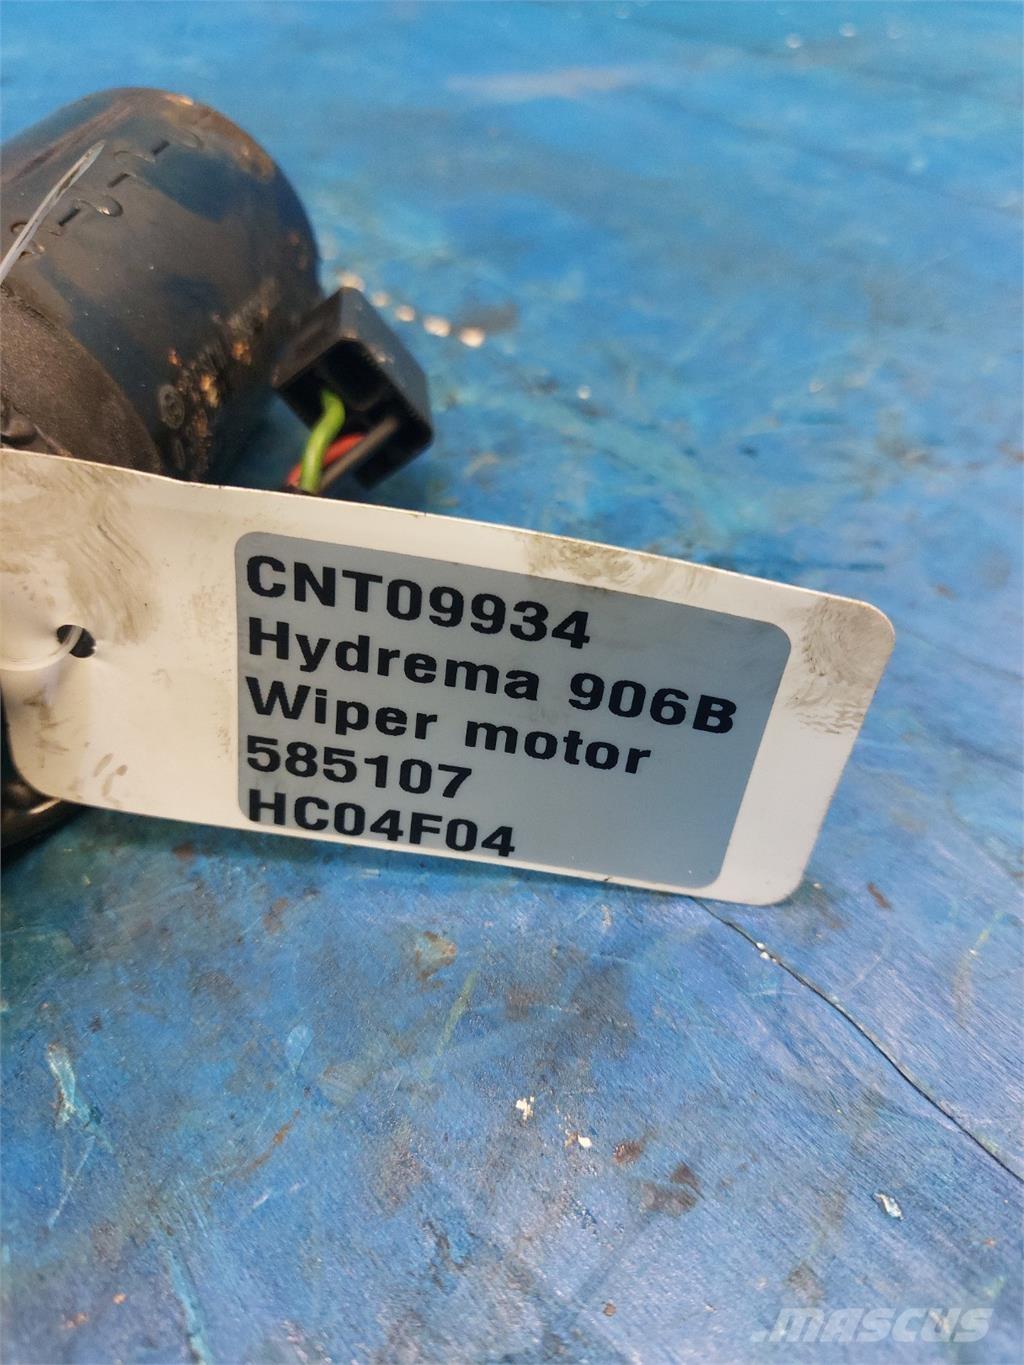 CNT09934
Hydrema 906B
Wiper motor
585107
HC04F04
MASCUS